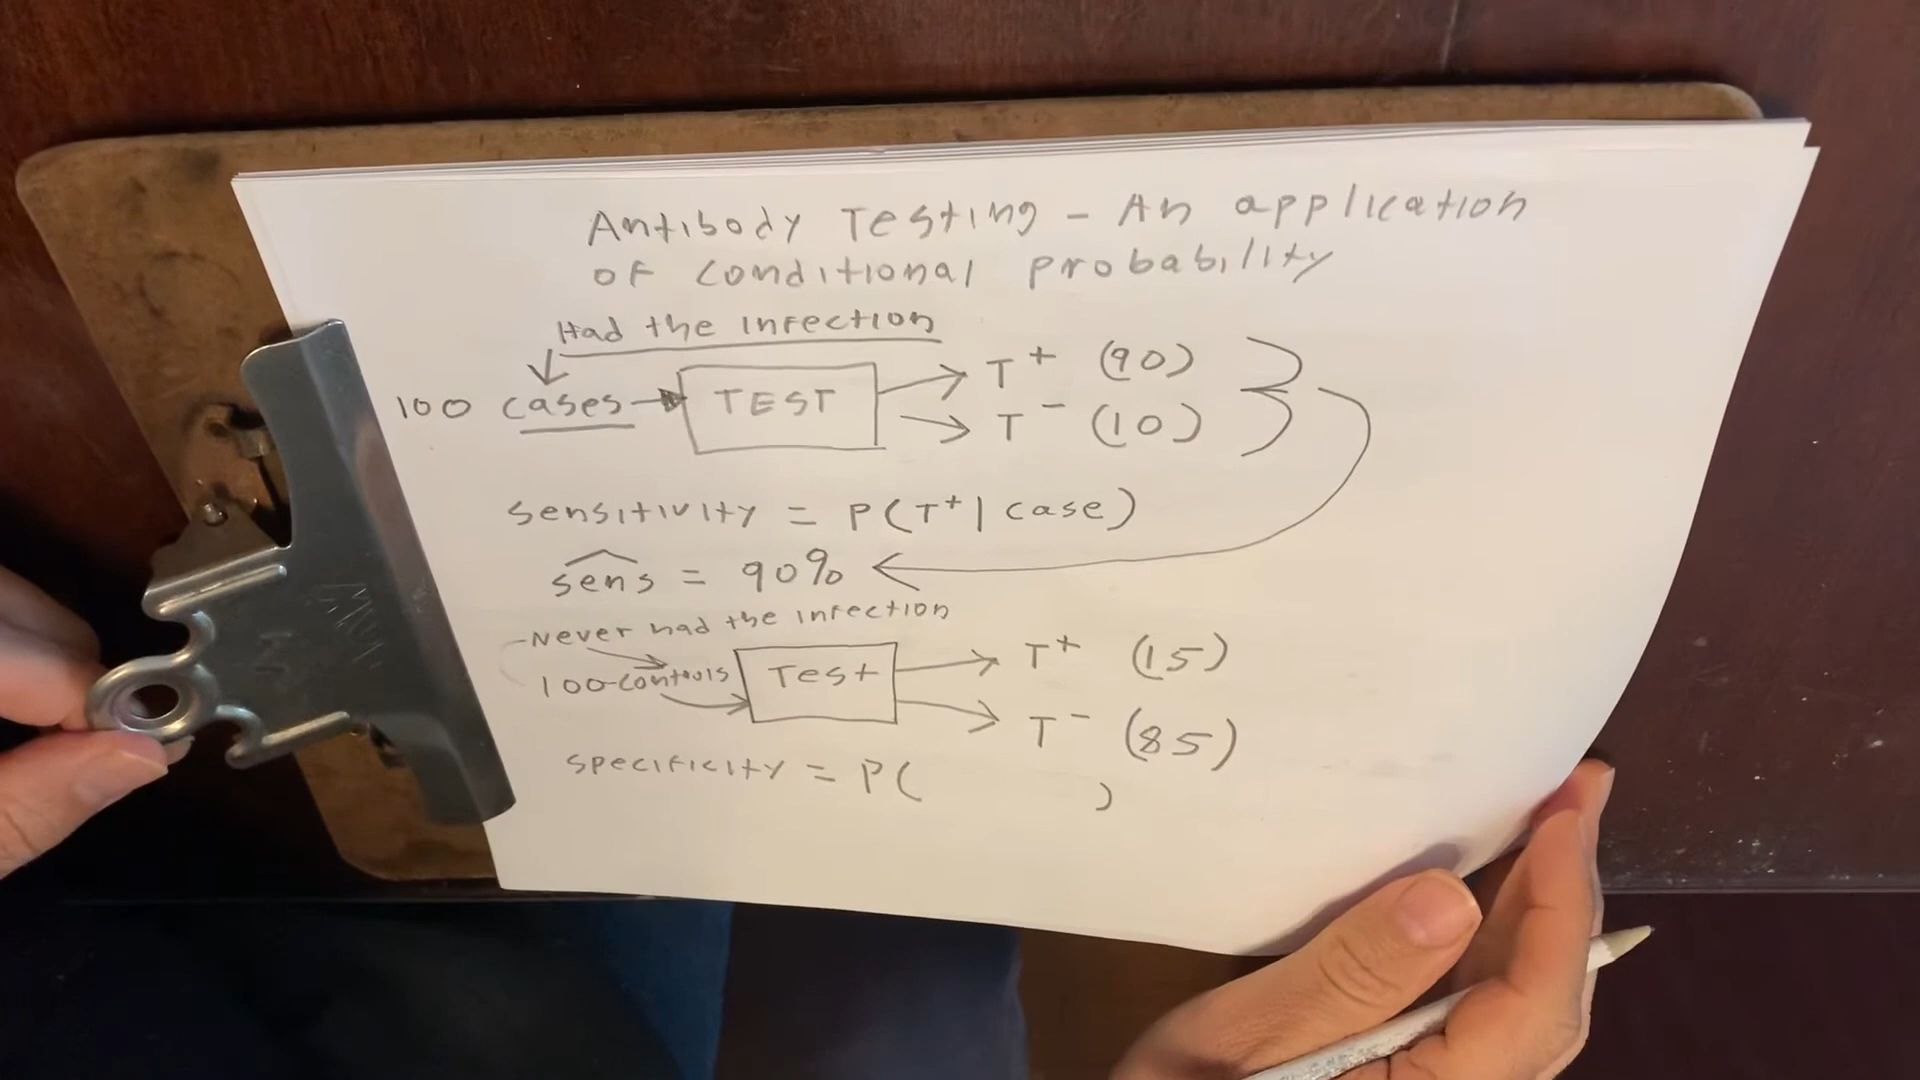 Antibody Testing - An application
of conditional probability
Had the infection
100 cases → TEST → T+ (90)
→ T- (10)
sensitivity = P(T+ | case)
sens = 90%
Never had the infection
100 controls → Test → T+ (15)
→ T- (85)
specificity = P( )